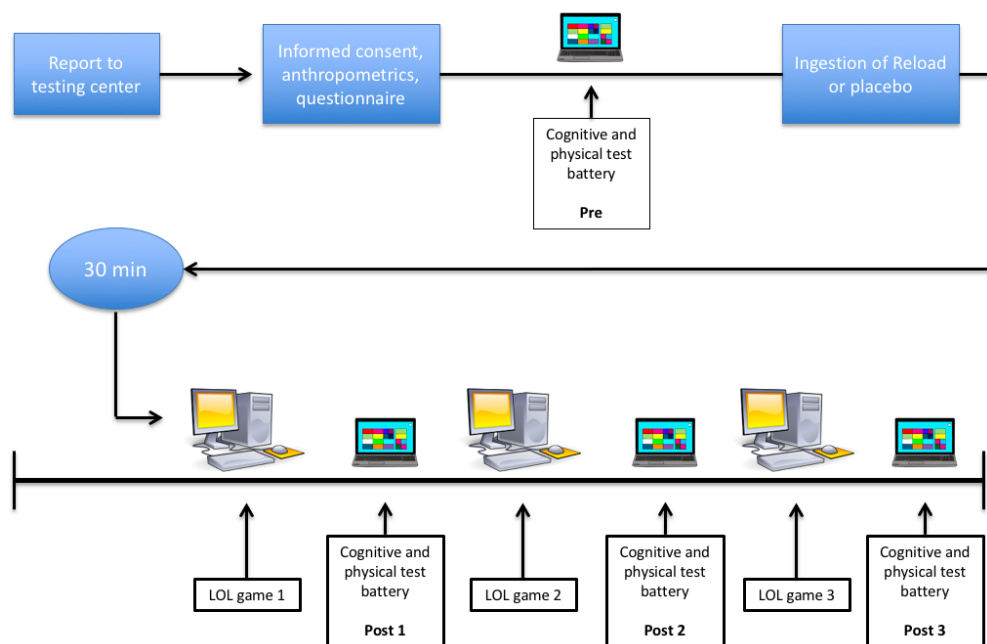 Report to
testing center
Informed consent,
anthropometrics,
questionnaire
Cognitive and
physical test
battery
Pre
Ingestion of Reload
or placebo
30 min
LOL game 1
Cognitive and
physical test
battery
Post 1
LOL game 2
Cognitive and
physical test
battery
Post 2
LOL game 3
Cognitive and
physical test
battery
Post 3